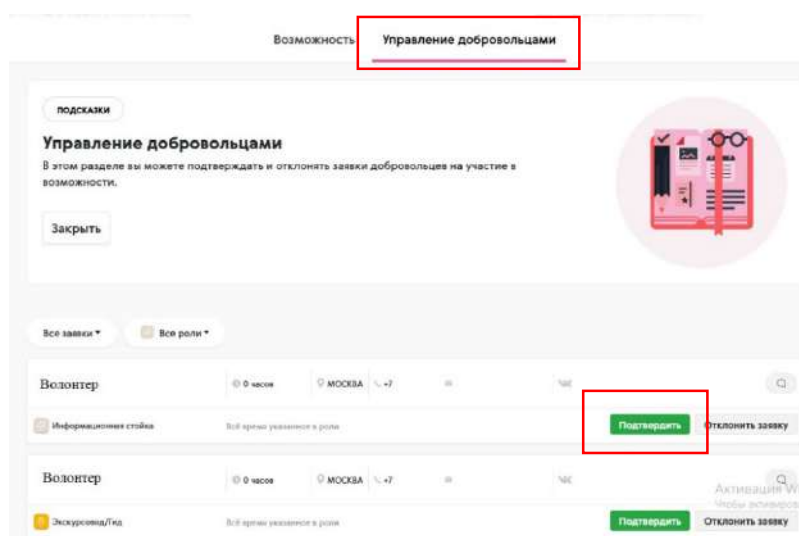 Возможность Управление добровольцами
ПОДСКАЗКИ
Управление добровольцами
В этом разделе вы можете подтверждать и отклонять заявки добровольцев на участие в
возможности.
Закрыть
Все заявки Все роли
Волонтер 0 часов МОСКВА +7
Информационная стойка Всё время указанное в роли Подтвердить Отклонить заявку
Волонтер 0 часов МОСКВА +7
Активация W
Чтобы активиров
Экскурсовод/Гид Всё время указанное в роли Подтвердить Отклонить заявку